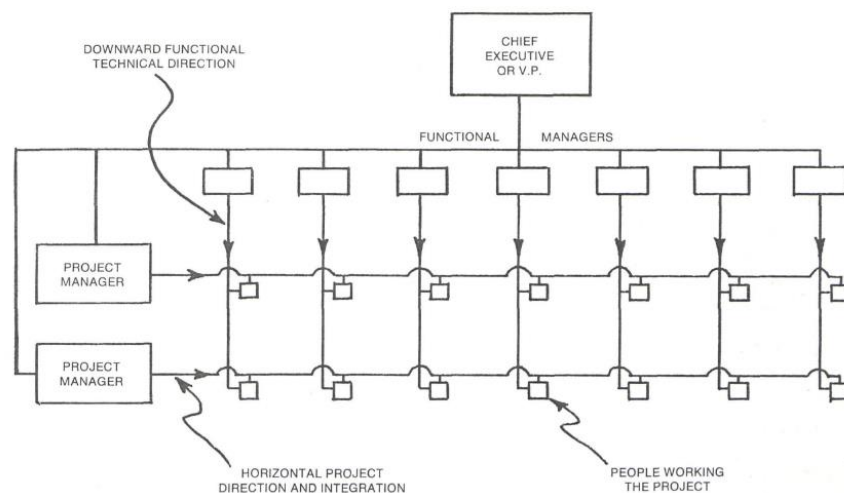 DOWNWARD FUNCTIONAL
TECHNICAL DIRECTION
CHIEF
EXECUTIVE
OR V.P.
FUNCTIONAL MANAGERS
PROJECT
MANAGER
PROJECT
MANAGER
HORIZONTAL PROJECT
DIRECTION AND INTEGRATION
PEOPLE WORKING
THE PROJECT